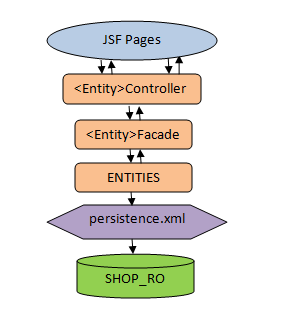 JSF Pages
<Entity>Controller
<Entity>Facade
ENTITIES
persistence.xml
SHOP_RO